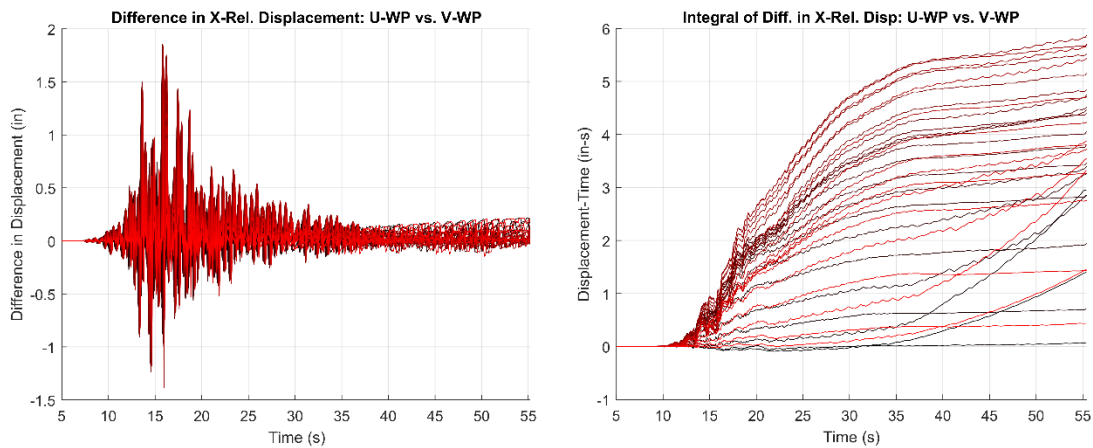 Difference in X-Rel. Displacement: U-WP vs. V-WP
2
1.5
1
0.5
0
-0.5
-1
-1.5
Difference in Displacement (in)
5 10 15 20 25 30 35 40 45 50 55
Time (s)
Integral of Diff. in X-Rel. Disp: U-WP vs. V-WP
6
5
4
3
2
1
0
-1
Displacement-Time (in-s)
5 10 15 20 25 30 35 40 45 50 55
Time (s)